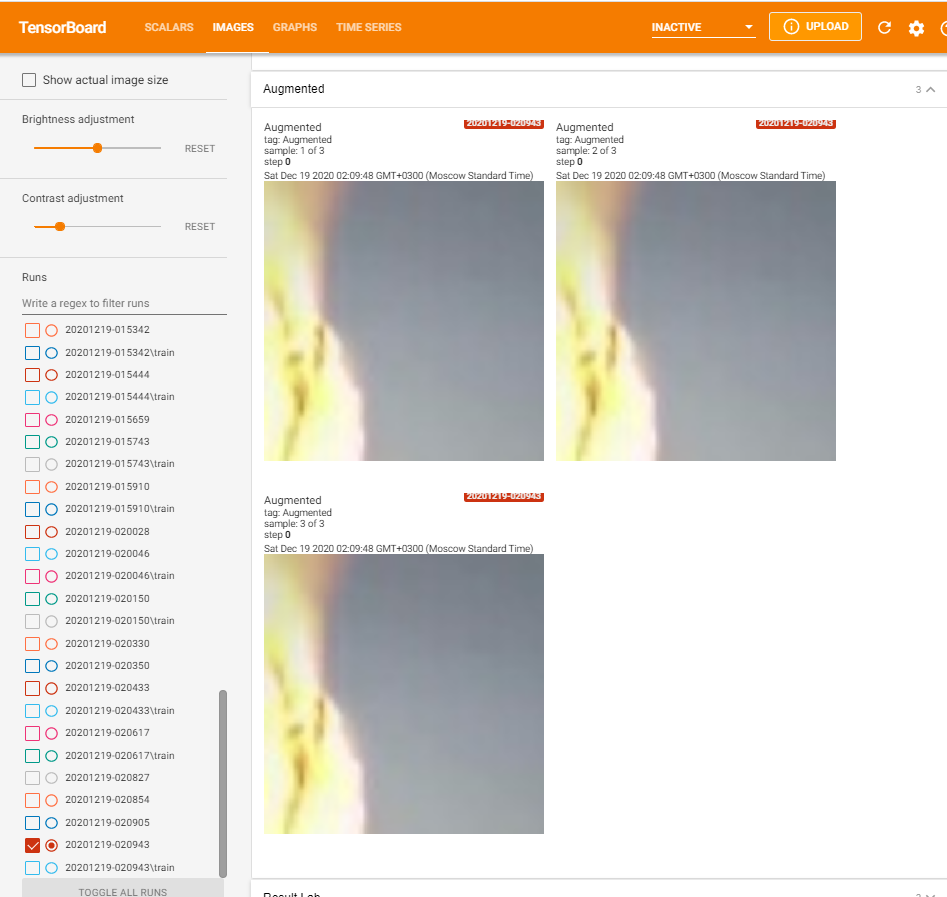 TensorBoard
SCALARS IMAGES GRAPHS TIME SERIES
INACTIVE
UPLOAD
Show actual image size
Brightness adjustment
RESET
Contrast adjustment
RESET
Runs
Write a regex to filter runs
20201219-015342
20201219-015342\train
20201219-015444
20201219-015444\train
20201219-015659
20201219-015743
20201219-015743\train
20201219-015910
20201219-015910\train
20201219-020028
20201219-020046
20201219-020046\train
20201219-020150
20201219-020150\train
20201219-020330
20201219-020350
20201219-020433
20201219-020433\train
20201219-020617
20201219-020617\train
20201219-020827
20201219-020854
20201219-020905
20201219-020943
20201219-020943\train
TOGGLE ALL RUNS
Augmented
3
Augmented
20201219-020943
tag: Augmented
sample: 1 of 3
step 0
Sat Dec 19 2020 02:09:48 GMT+0300 (Moscow Standard Time)
Augmented
20201219-020943
tag: Augmented
sample: 2 of 3
step 0
Sat Dec 19 2020 02:09:48 GMT+0300 (Moscow Standard Time)
Augmented
20201219-020943
tag: Augmented
sample: 3 of 3
step 0
Sat Dec 19 2020 02:09:48 GMT+0300 (Moscow Standard Time)
Result Lab